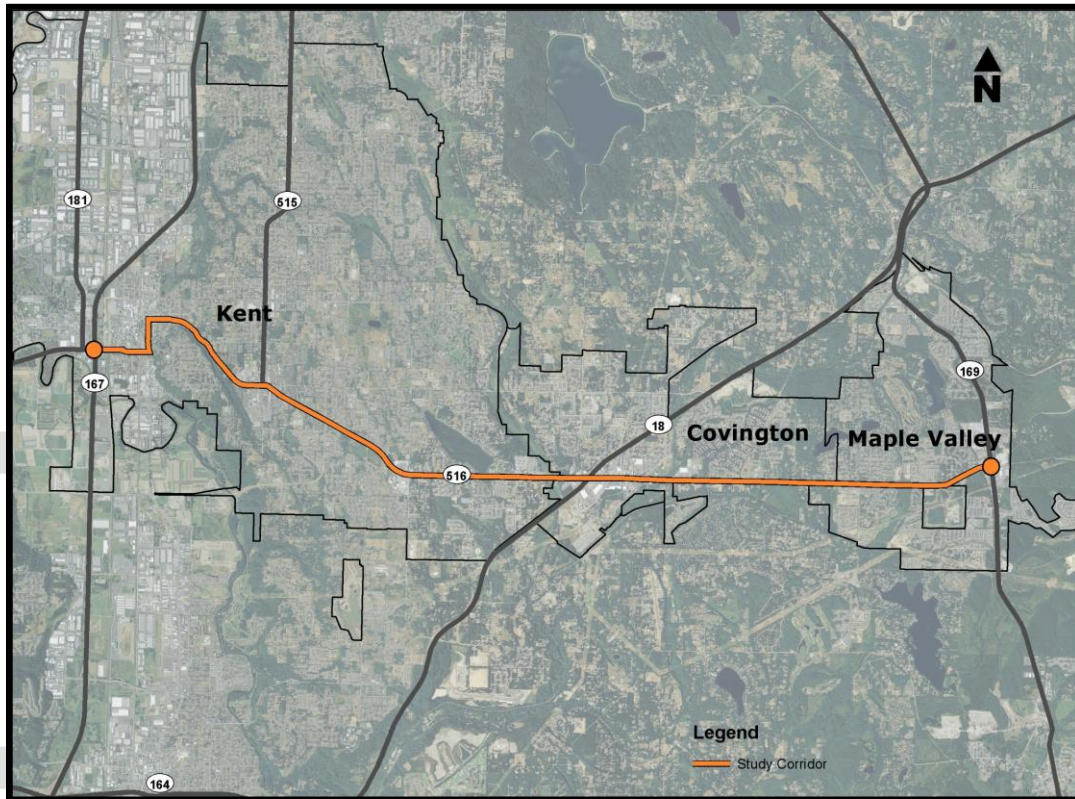 N
181
515
Kent
167
169
18
Covington
Maple Valley
516
Legend
Study Corridor
164